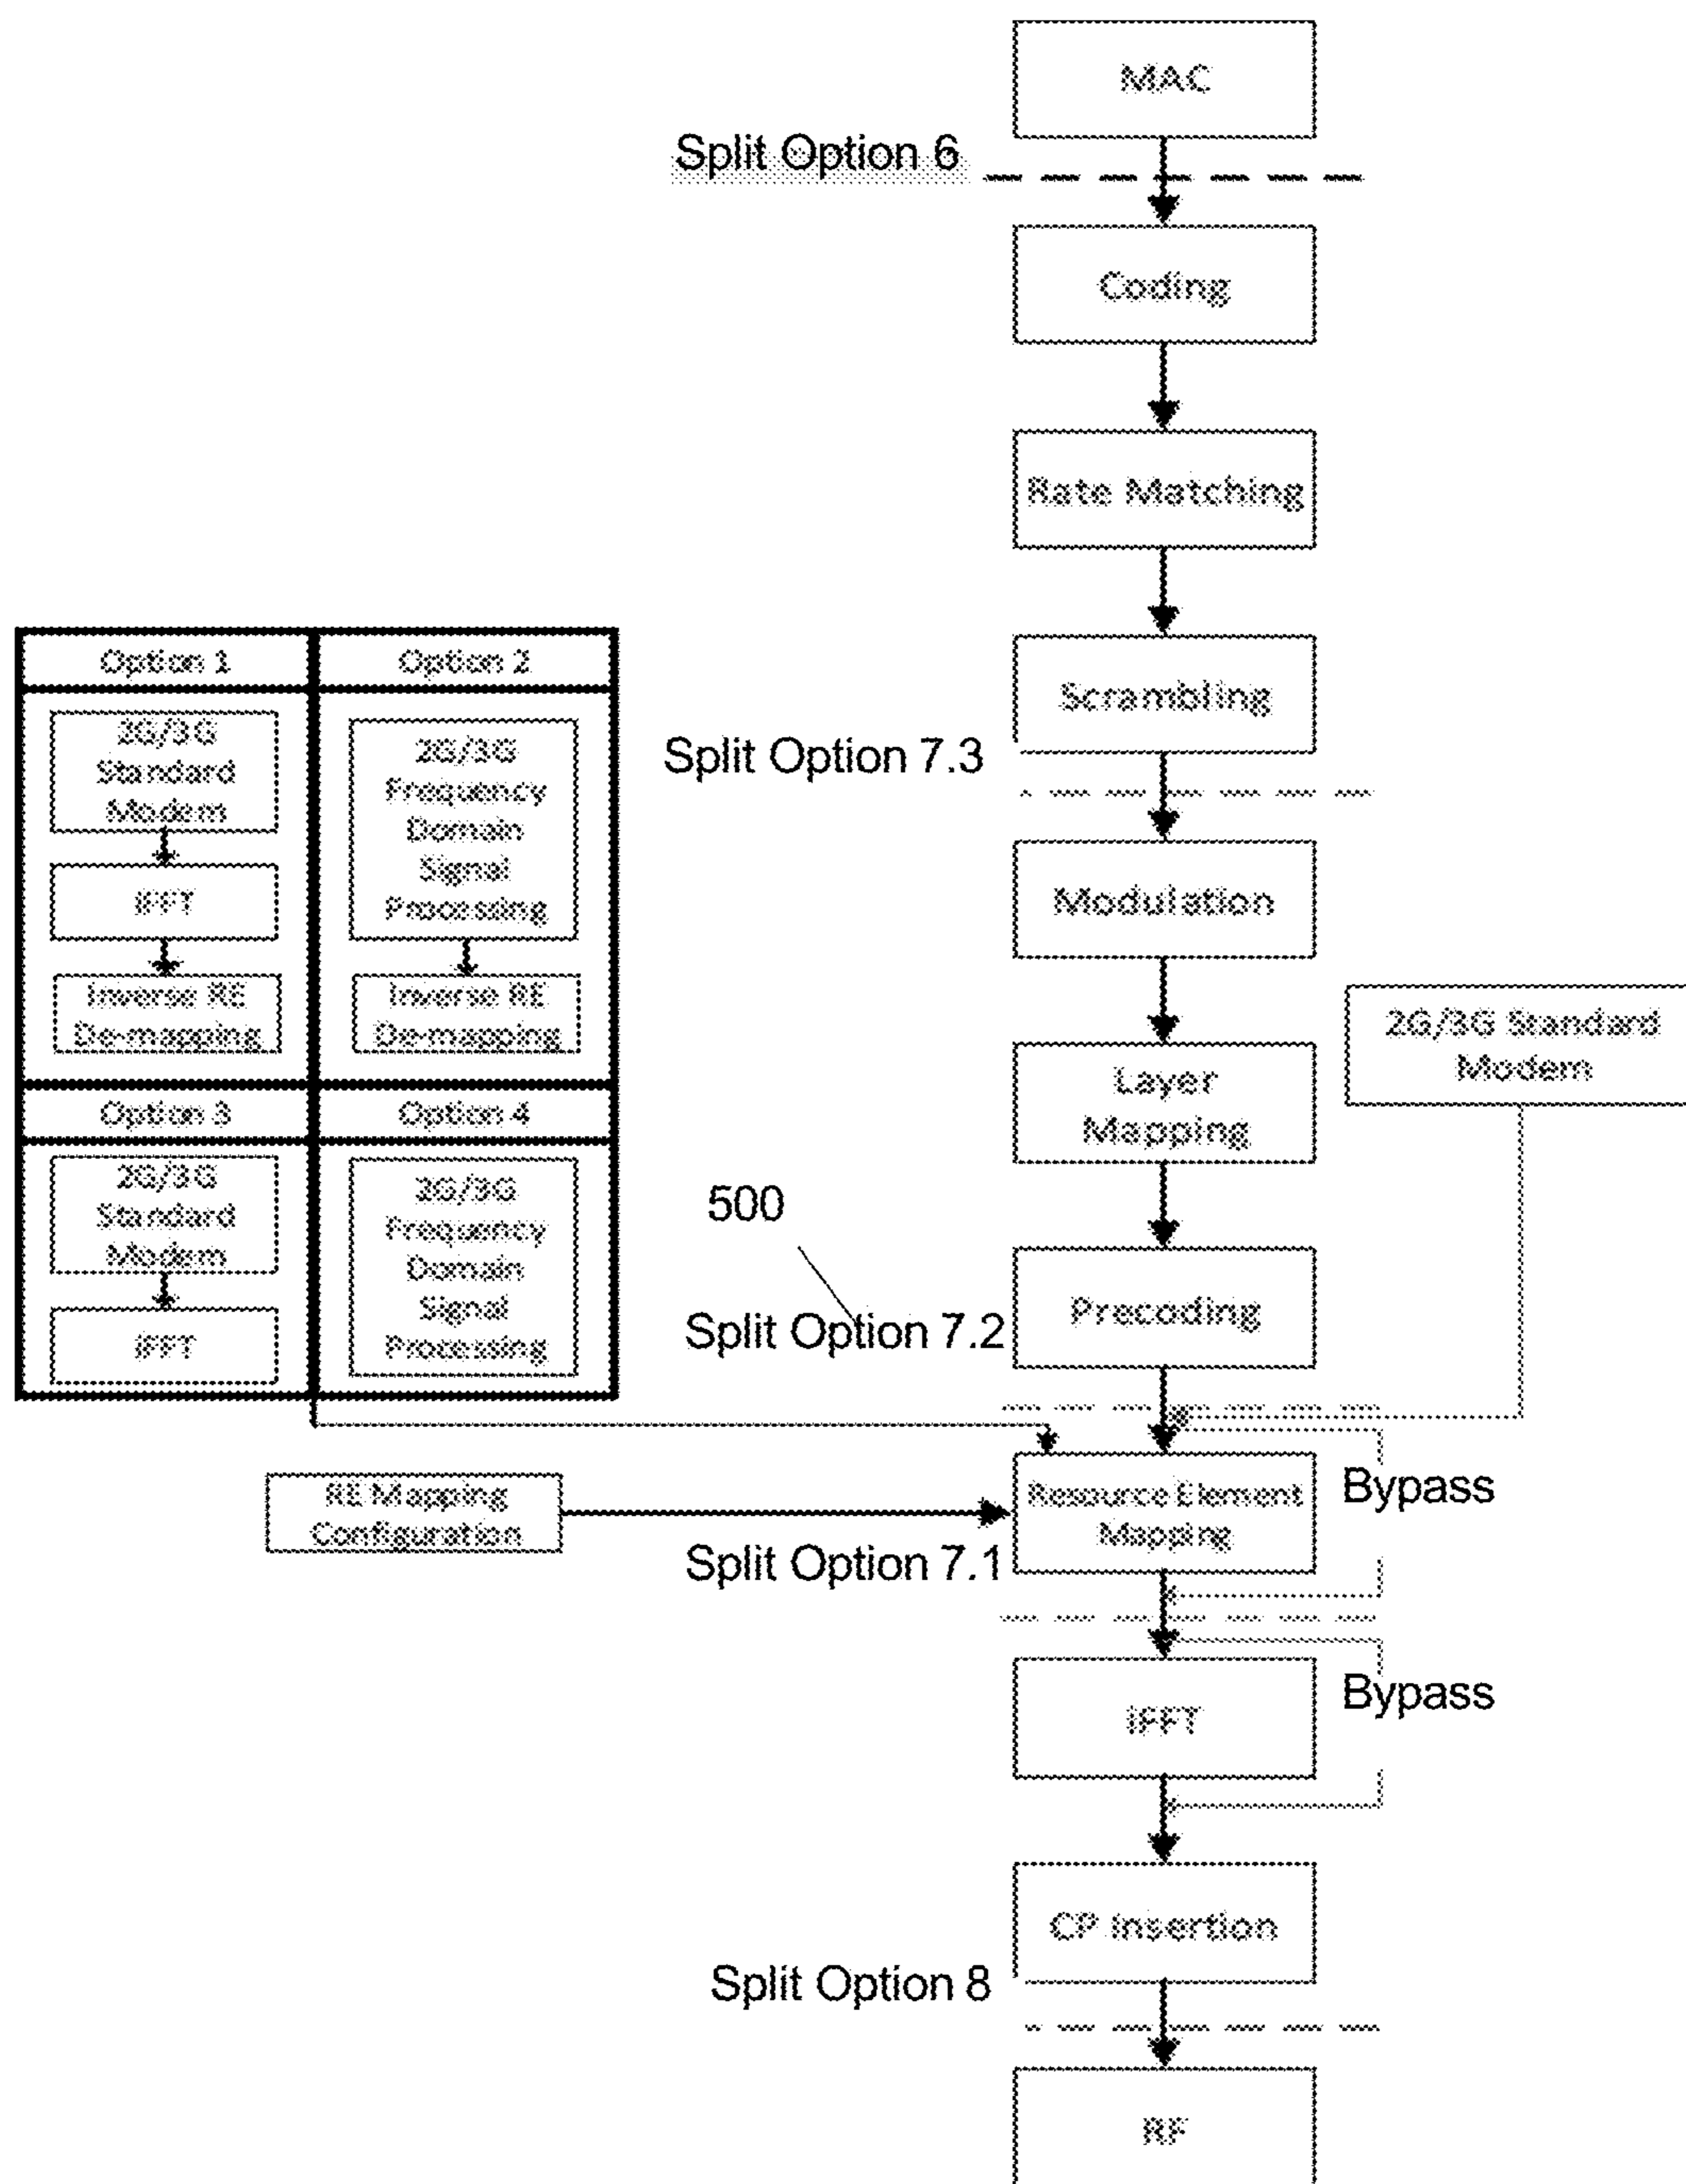 MAC
Split Option 6
Coding
Rate Matching
Scrambling
Split Option 7.3
Option 1
Option 2
2G/3G
Standard
Modem
IFFT
Inverse RE
De-mapping
2G/3G
Frequency
Domain
Signal
Processing
Inverse RE
De-mapping
Option 3
Option 4
2G/3G
Standard
Modem
IFFT
2G/3G
Frequency
Domain
Signal
Processing
Modulation
Layer
Mapping
2G/3G Standard
Modem
500
Precoding
Split Option 7.2
RE Mapping
Configuration
Resource Element
Mapping
Bypass
Split Option 7.1
IFFT
Bypass
CP Insertion
Split Option 8
RF